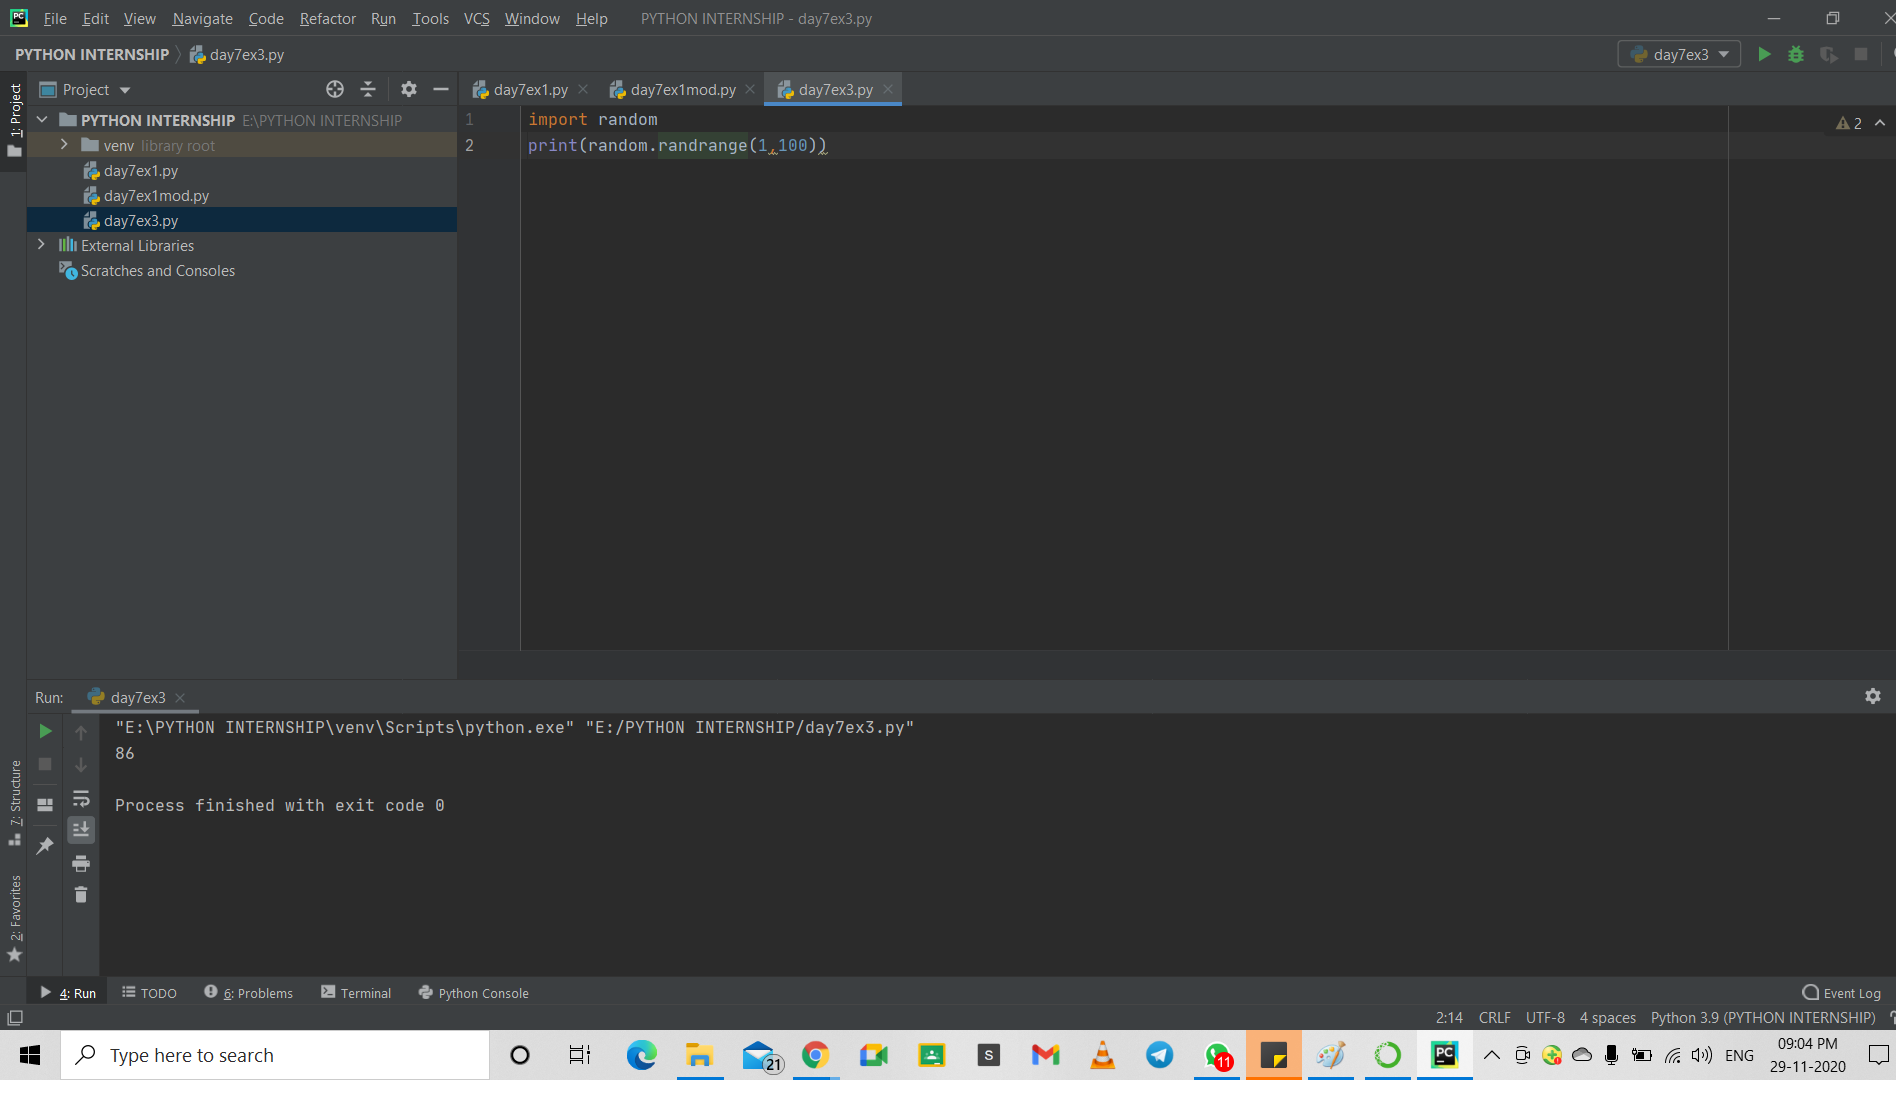 File Edit View Navigate Code Refactor Run Tools VCS Window Help PYTHON INTERNSHIP - day7ex3.py
PYTHON INTERNSHIP day7ex3.py day7ex3
1: Project
Project
day7ex1.py day7ex1mod.py day7ex3.py
PYTHON INTERNSHIP E:\PYTHON INTERNSHIP
venv library root
day7ex1.py
day7ex1mod.py
day7ex3.py
External Libraries
Scratches and Consoles
1 import random
2 print(random.randrange(1,100))
2
Run: day7ex3
"E:\PYTHON INTERNSHIP\venv\Scripts\python.exe" "E:/PYTHON INTERNSHIP/day7ex3.py"
86
Process finished with exit code 0
7: Structure
2: Favorites
4: Run TODO 6: Problems Terminal Python Console Event Log
2:14 CRLF UTF-8 4 spaces Python 3.9 (PYTHON INTERNSHIP)
Type here to search
21
S
11
PC
ENG
09:04 PM
29-11-2020